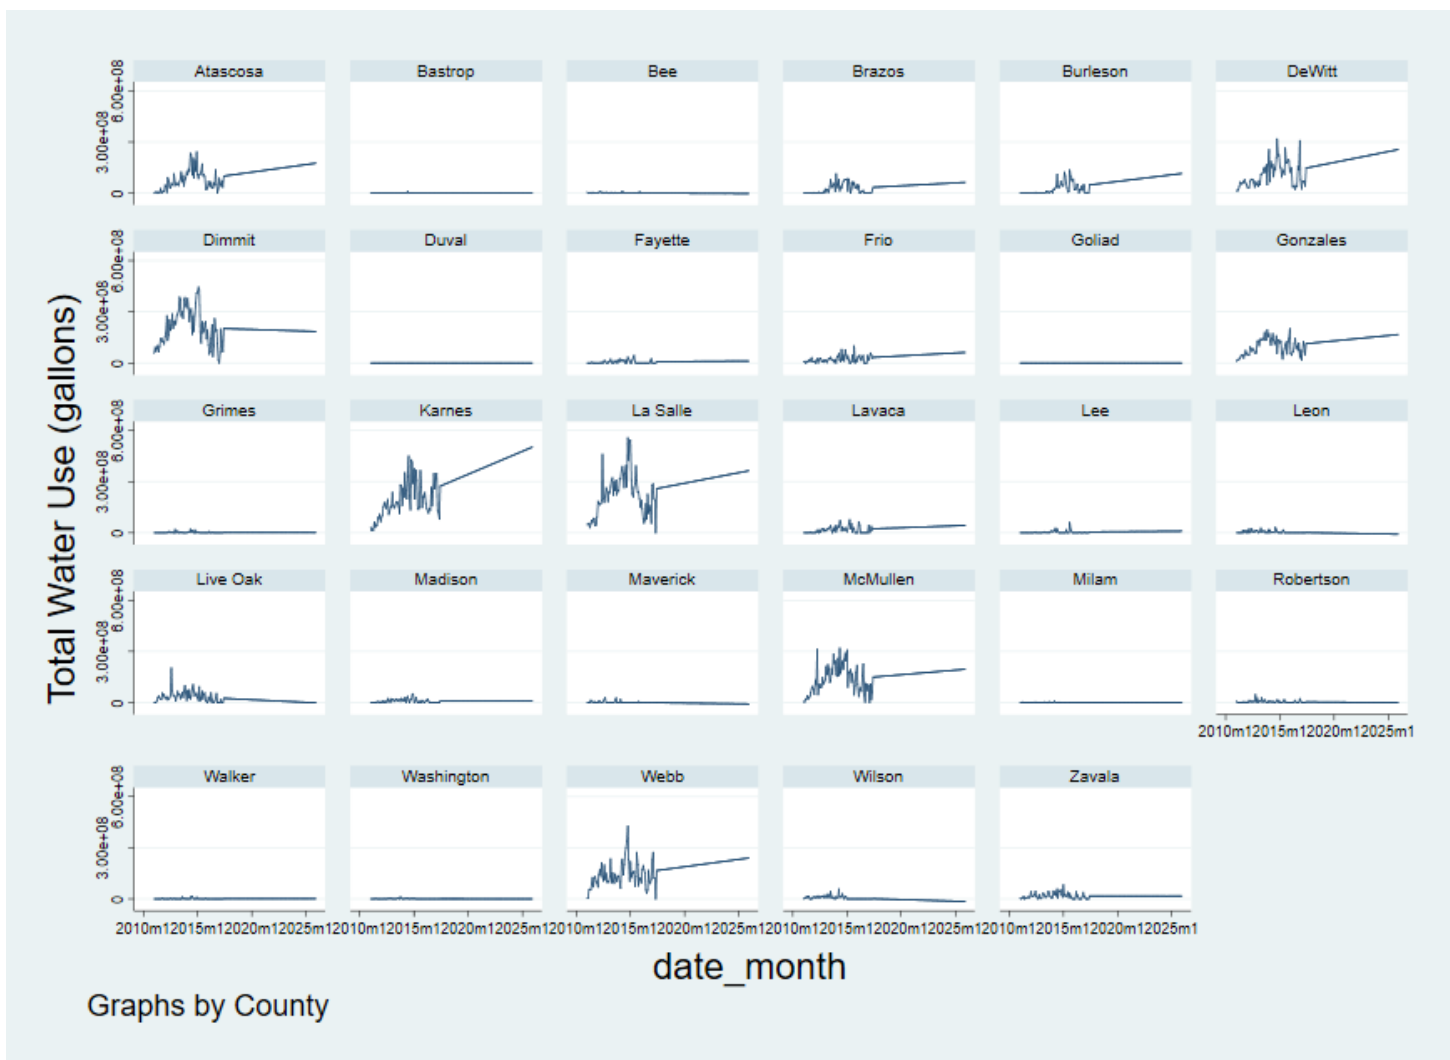 Total Water Use (gallons)
Atascosa Bastrop Bee Brazos Burleson DeWitt
0 3.00e+08 6.00e+08
Dimmit Duval Fayette Frio Goliad Gonzales
0 3.00e+08 6.00e+08
Grimes Karnes La Salle Lavaca Lee Leon
0 3.00e+08 6.00e+08
Live Oak Madison Maverick McMullen Milam Robertson
0 3.00e+08 6.00e+08
2010m12015m12020m12025m1
Walker Washington Webb Wilson Zavala
0 3.00e+08 6.00e+08
2010m12015m12020m12025m12010m12015m12020m12025m12010m12015m12020m12025m12010m12015m12020m12025m12010m12015m12020m12025m1
date_month
Graphs by County